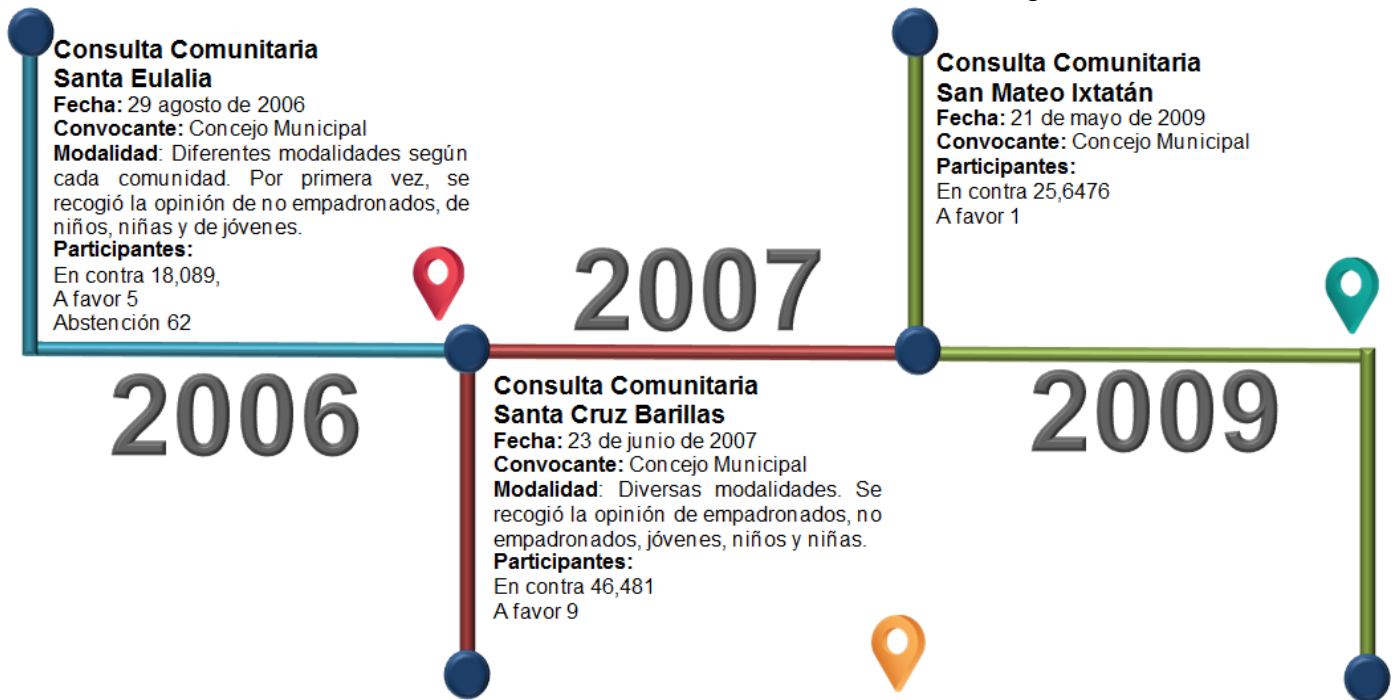 Consulta Comunitaria
Santa Eulalia
Fecha: 29 agosto de 2006
Convocante: Concejo Municipal
Modalidad: Diferentes modalidades según
cada comunidad. Por primera vez, se
recogió la opinión de no empadronados, de
niños, niñas y de jóvenes.
Participantes:
En contra 18,089,
A favor 5
Abstención 62
2006
2007
Consulta Comunitaria
Santa Cruz Barillas
Fecha: 23 de junio de 2007
Convocante: Concejo Municipal
Modalidad: Diversas modalidades. Se
recogió la opinión de empadronados, no
empadronados, jóvenes, niños y niñas.
Participantes:
En contra 46,481
A favor 9
Consulta Comunitaria
San Mateo Ixtatán
Fecha: 21 de mayo de 2009
Convocante: Concejo Municipal
Participantes:
En contra 25,6476
A favor 1
2009